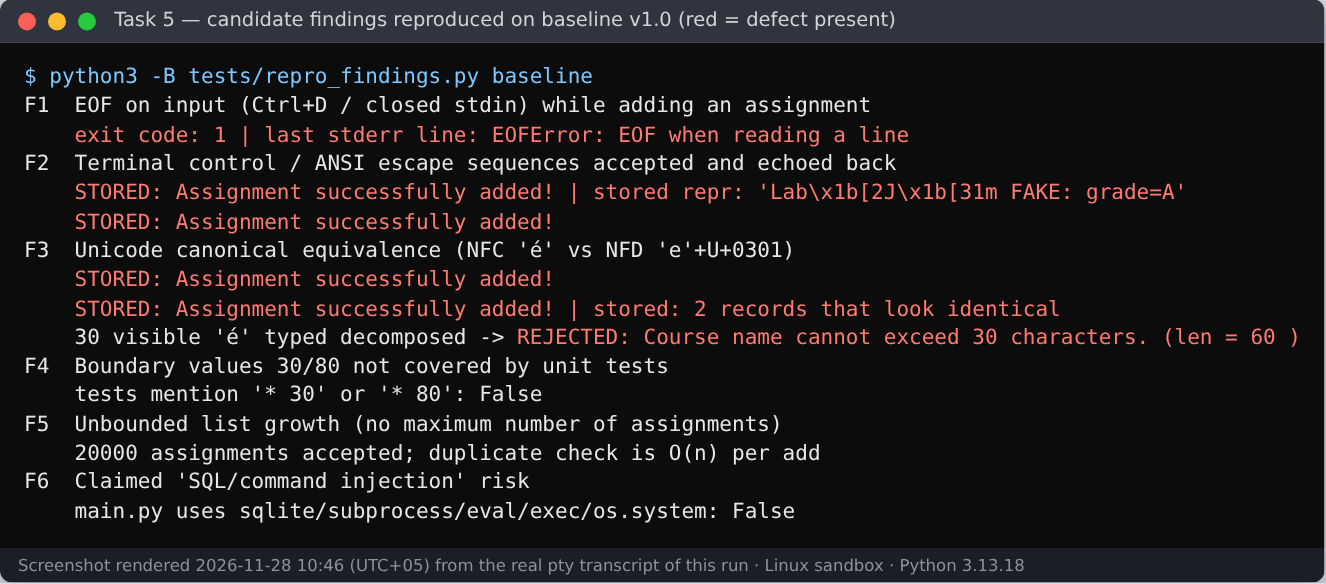 Task 5 — candidate findings reproduced on baseline v1.0 (red = defect present)
$ python3 -B tests/repro_findings.py baseline
F1  EOF on input (Ctrl+D / closed stdin) while adding an assignment
    exit code: 1 | last stderr line: EOFError: EOF when reading a line
F2  Terminal control / ANSI escape sequences accepted and echoed back
    STORED: Assignment successfully added! | stored repr: 'Lab\x1b[2J\x1b[31m FAKE: grade=A'
    STORED: Assignment successfully added!
F3  Unicode canonical equivalence (NFC 'é' vs NFD 'e'+U+0301)
    STORED: Assignment successfully added!
    STORED: Assignment successfully added! | stored: 2 records that look identical
    30 visible 'é' typed decomposed -> REJECTED: Course name cannot exceed 30 characters. (len = 60 )
F4  Boundary values 30/80 not covered by unit tests
    tests mention '* 30' or '* 80': False
F5  Unbounded list growth (no maximum number of assignments)
    20000 assignments accepted; duplicate check is O(n) per add
F6  Claimed 'SQL/command injection' risk
    main.py uses sqlite/subprocess/eval/exec/os.system: False
Screenshot rendered 2026-11-28 10:46 (UTC+05) from the real pty transcript of this run · Linux sandbox · Python 3.13.18